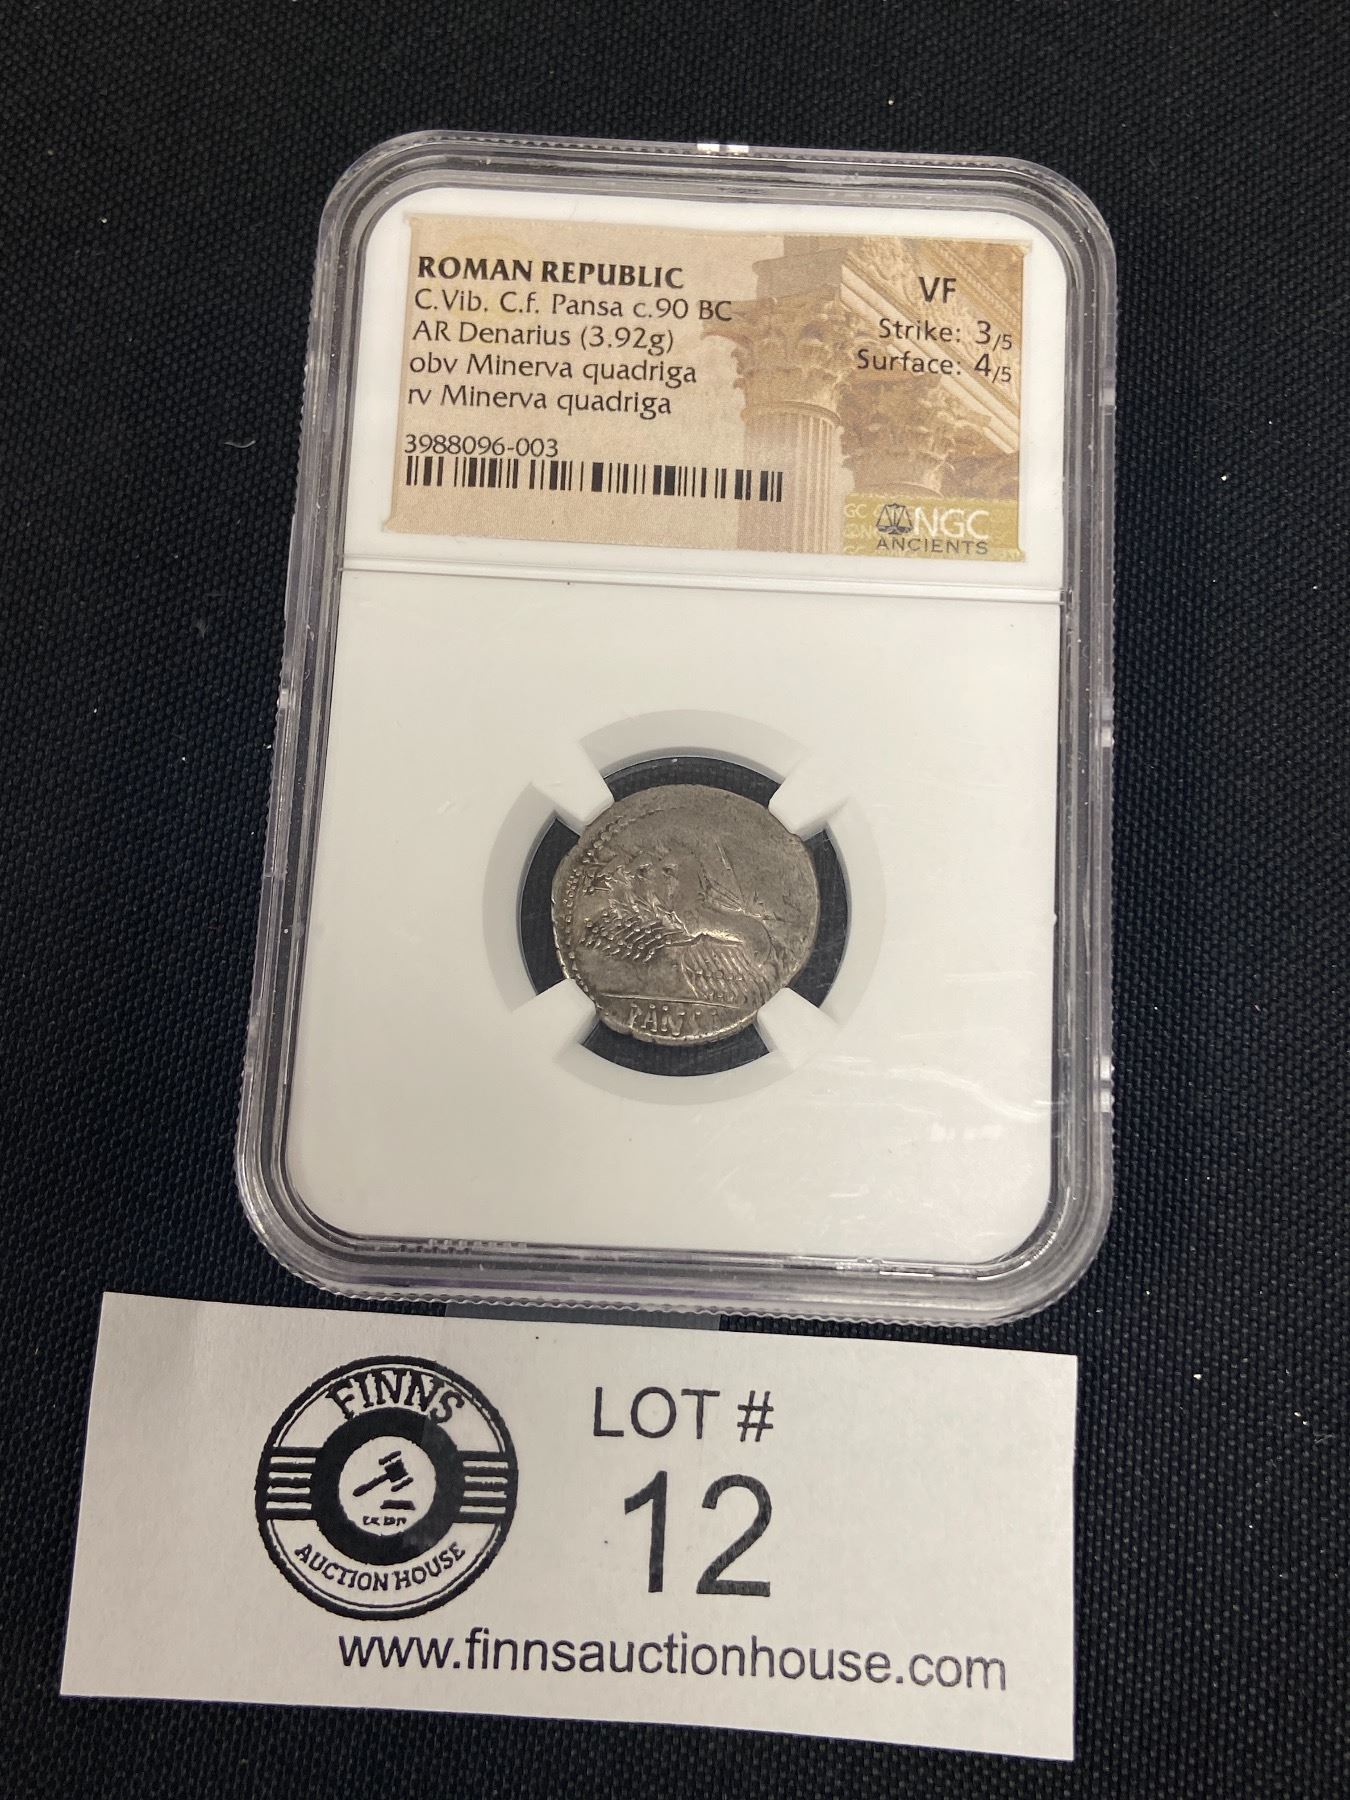 ROMAN REPUBLIC
C.Vib. C.f. Pansa c.90 BC
AR Denarius (3.92g)
obv Minerva quadriga
rv Minerva quadriga
3988096-003
VF
Strike: 3/5
Surface: 4/5
NGC
ANCIENTS
PANSA
FINNS
AUCTION HOUSE
LOT #
12
www.finnsauctionhouse.com